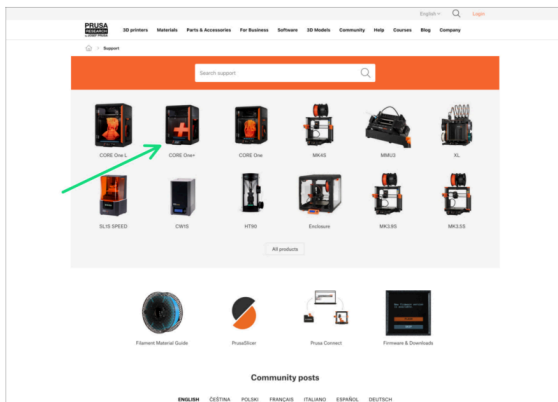 English
Login
PRUSA
RESEARCH
3D printers Materials Parts & Accessories For Business Software 3D Models Community Help Courses Blog Company
Support
Search support
CORE One L CORE One+ CORE One MK4S MMU3 XL
SL1S SPEED CW1S HT90 Enclosure MK3.9S MK3.5S
All products
Filament Material Guide PrusaSlicer Prusa Connect Firmware & Downloads
Community posts
ENGLISH ČEŠTINA POLSKI FRANÇAIS ITALIANO ESPAÑOL DEUTSCH